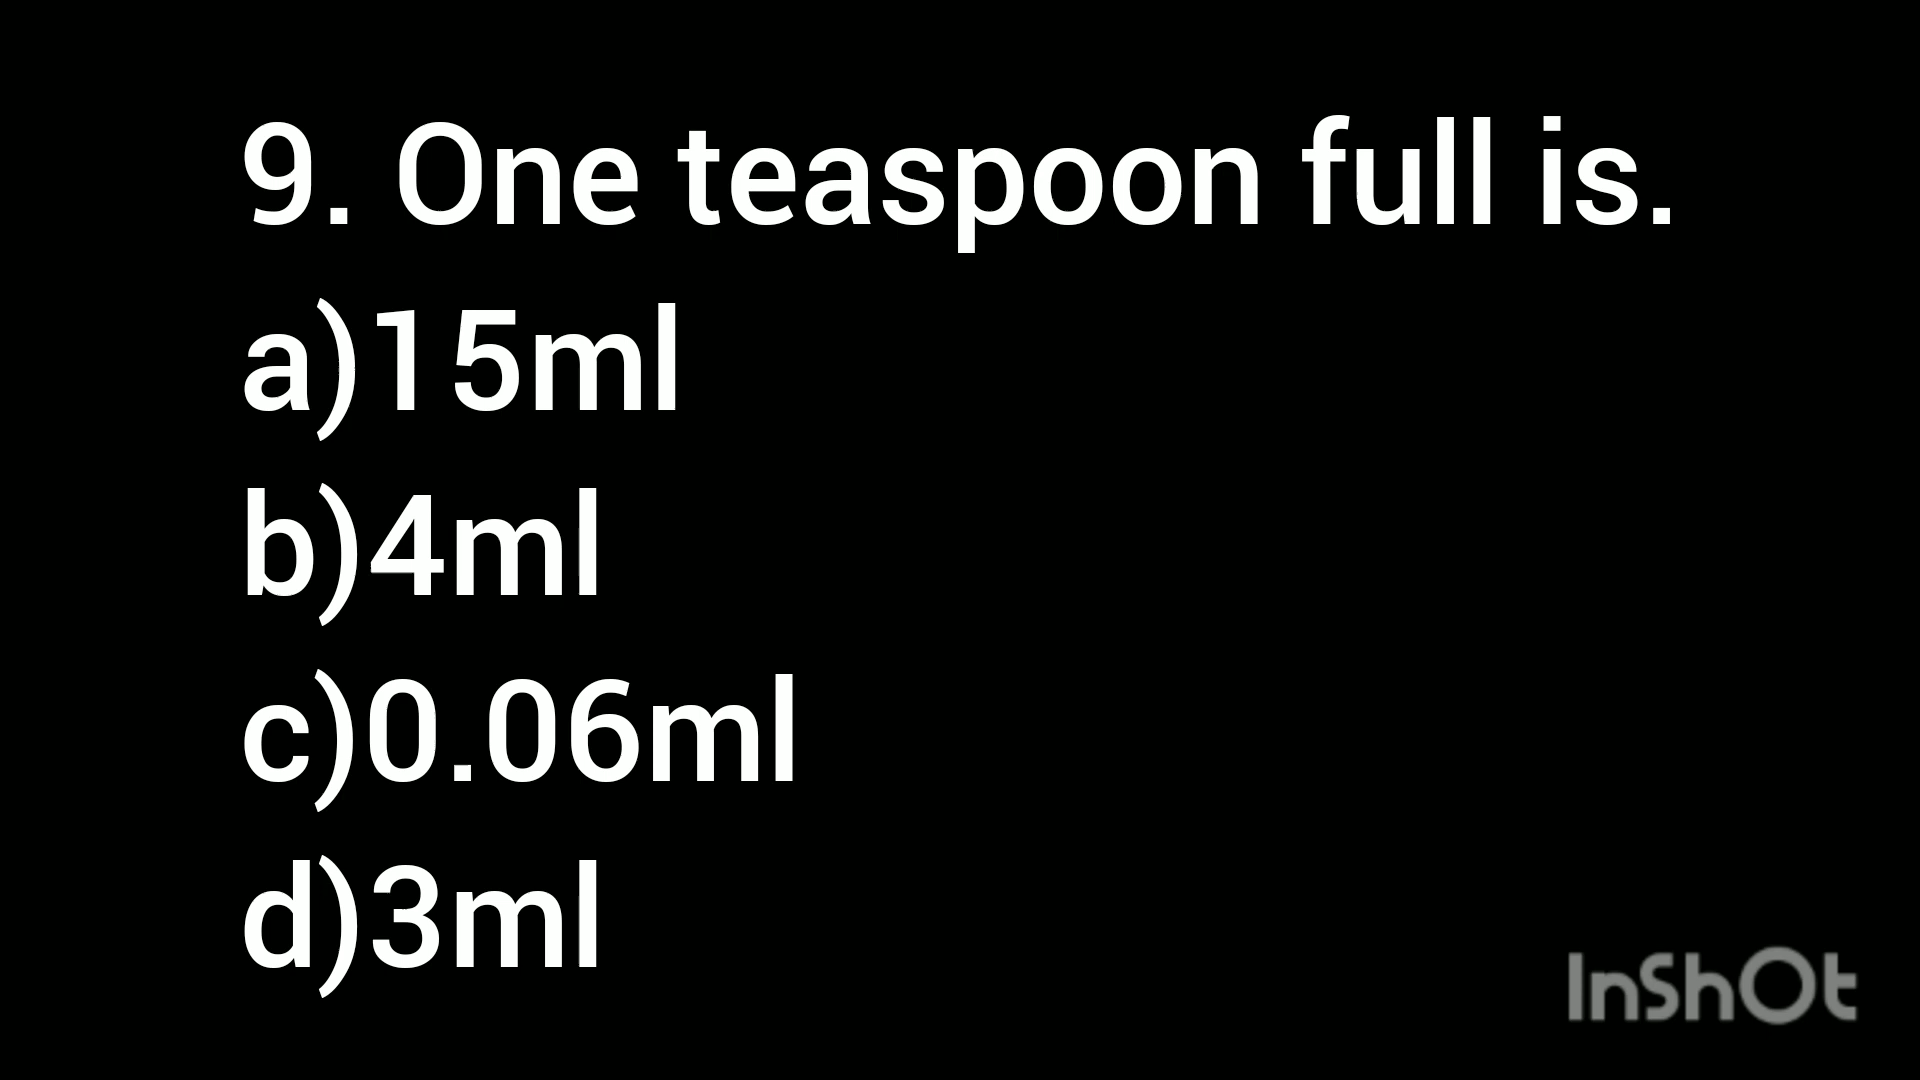 9. One teaspoon full is.
a)15ml
b)4ml
c)0.06ml
d)3ml
InShOt